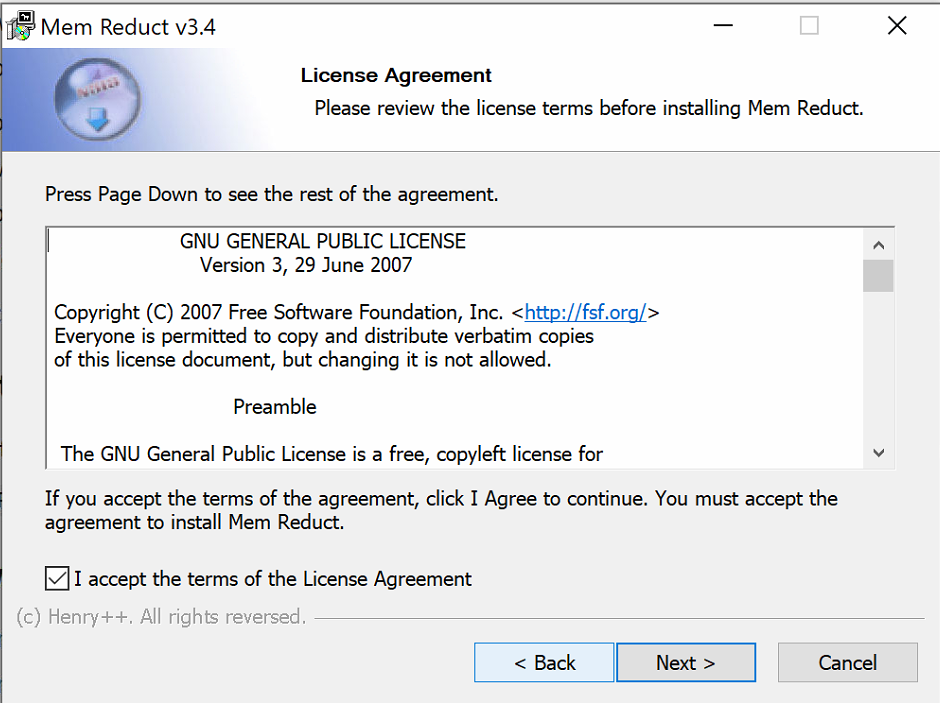 Mem Reduct v3.4
License Agreement
Please review the license terms before installing Mem Reduct.
Press Page Down to see the rest of the agreement.
GNU GENERAL PUBLIC LICENSE
Version 3, 29 June 2007
Copyright (C) 2007 Free Software Foundation, Inc. <http://fsf.org/>
Everyone is permitted to copy and distribute verbatim copies
of this license document, but changing it is not allowed.
Preamble
The GNU General Public License is a free, copyleft license for
If you accept the terms of the agreement, click I Agree to continue. You must accept the
agreement to install Mem Reduct.
I accept the terms of the License Agreement
(c) Henry++. All rights reversed.
< Back
Next >
Cancel